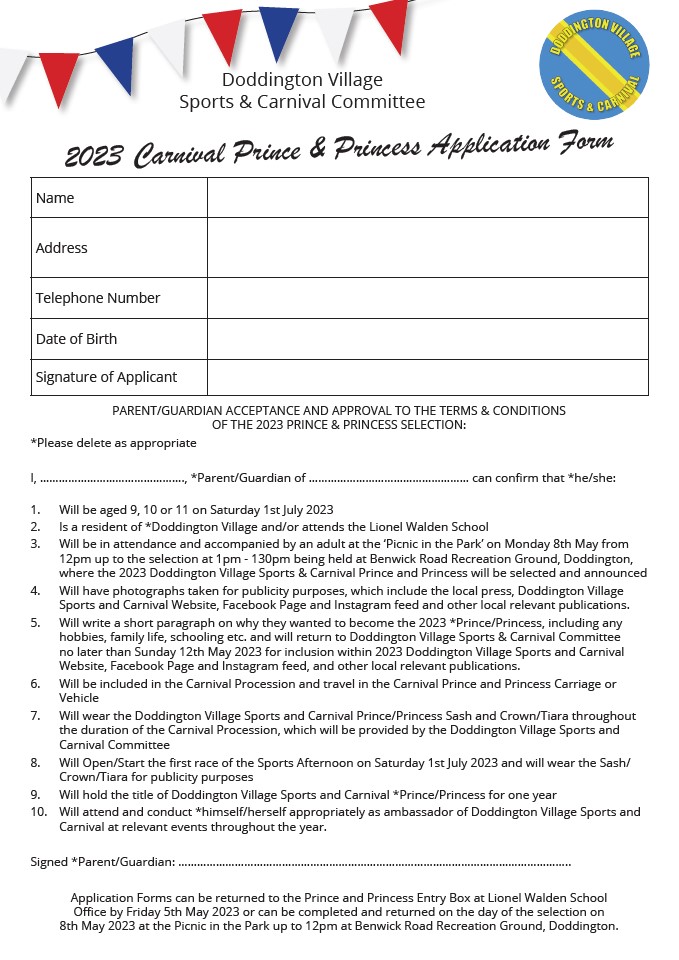 Doddington Village
Sports & Carnival Committee
DODDINGTON VILLAGE
SPORTS & CARNIVAL
2023 Carnival Prince & Princess Application Form
Name
Address
Telephone Number
Date of Birth
Signature of Applicant
PARENT/GUARDIAN ACCEPTANCE AND APPROVAL TO THE TERMS & CONDITIONS
OF THE 2023 PRINCE & PRINCESS SELECTION:
*Please delete as appropriate
I, ................................................, *Parent/Guardian of ..................................................... can confirm that *he/she:
1. Will be aged 9, 10 or 11 on Saturday 1st July 2023
2. Is a resident of *Doddington Village and/or attends the Lionel Walden School
3. Will be in attendance and accompanied by an adult at the ‘Picnic in the Park’ on Monday 8th May from
12pm up to the selection at 1pm - 130pm being held at Benwick Road Recreation Ground, Doddington,
where the 2023 Doddington Village Sports & Carnival Prince and Princess will be selected and announced
4. Will have photographs taken for publicity purposes, which include the local press, Doddington Village
Sports and Carnival Website, Facebook Page and Instagram feed and other local relevant publications.
5. Will write a short paragraph on why they wanted to become the 2023 *Prince/Princess, including any
hobbies, family life, schooling etc. and will return to Doddington Village Sports & Carnival Committee
no later than Sunday 12th May 2023 for inclusion within 2023 Doddington Village Sports and Carnival
Website, Facebook Page and Instagram feed, and other local relevant publications.
6. Will be included in the Carnival Procession and travel in the Carnival Prince and Princess Carriage or
Vehicle
7. Will wear the Doddington Village Sports and Carnival Prince/Princess Sash and Crown/Tiara throughout
the duration of the Carnival Procession, which will be provided by the Doddington Village Sports and
Carnival Committee
8. Will Open/Start the first race of the Sports Afternoon on Saturday 1st July 2023 and will wear the Sash/
Crown/Tiara for publicity purposes
9. Will hold the title of Doddington Village Sports and Carnival *Prince/Princess for one year
10. Will attend and conduct *himself/herself appropriately as ambassador of Doddington Village Sports and
Carnival at relevant events throughout the year.
Signed *Parent/Guardian: ..................................................................................................................................
Application Forms can be returned to the Prince and Princess Entry Box at Lionel Walden School
Office by Friday 5th May 2023 or can be completed and returned on the day of the selection on
8th May 2023 at the Picnic in the Park up to 12pm at Benwick Road Recreation Ground, Doddington.